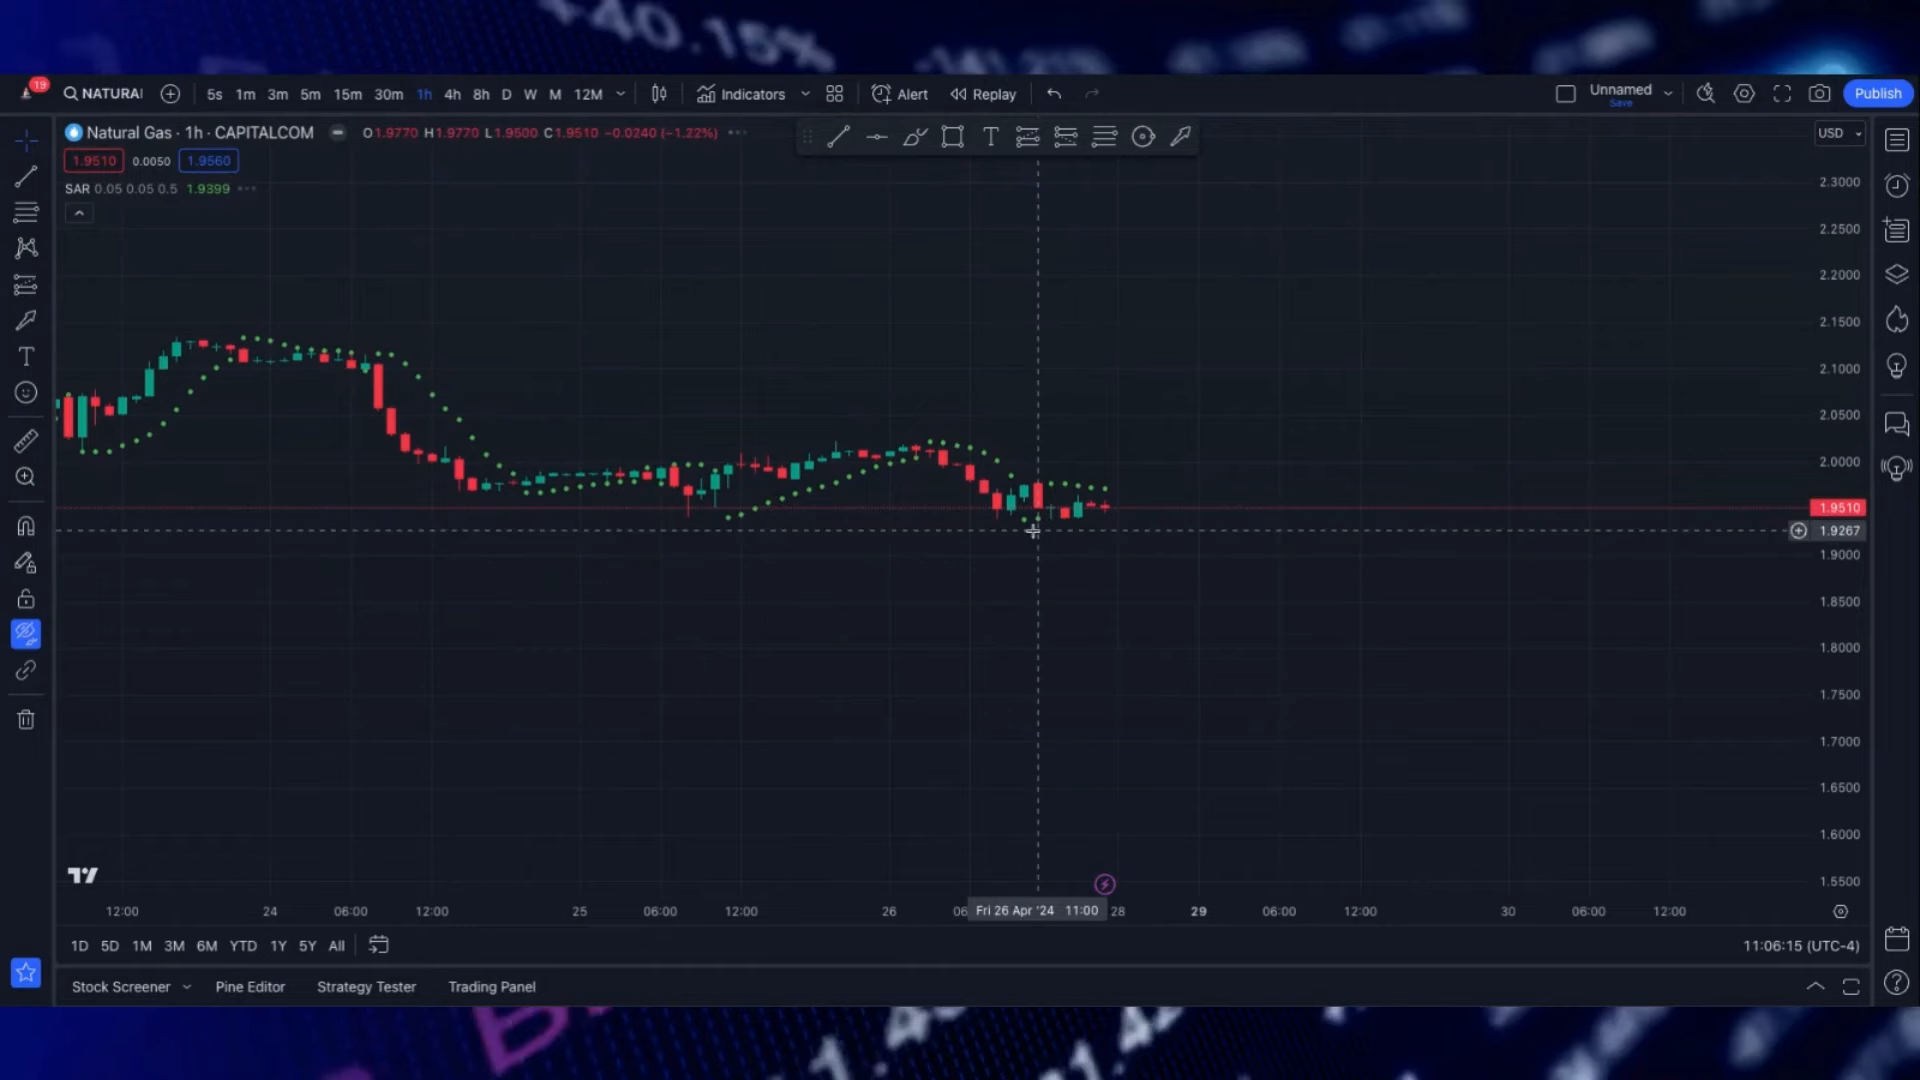 +40.15%
19 NATURAI 5s 1m 3m 5m 15m 30m 1h 4h 8h D W M 12M Indicators Alert Replay Unnamed Save Publish
Natural Gas · 1h · CAPITALCOM O1.9770 H1.9770 L1.9500 C1.9510 −0.0240 (−1.22%) USD
1.9510 0.0050 1.9560
SAR 0.05 0.05 0.5 1.9399
2.3000
2.2500
2.2000
2.1500
2.1000
2.0500
2.0000
1.9510
1.9267
1.9000
1.8500
1.8000
1.7500
1.7000
1.6500
1.6000
1.5500
12:00 24 06:00 12:00 25 06:00 12:00 26 06 Fri 26 Apr '24 11:00 28 29 06:00 12:00 30 06:00 12:00
1D 5D 1M 3M 6M YTD 1Y 5Y All 11:06:15 (UTC-4)
Stock Screener Pine Editor Strategy Tester Trading Panel